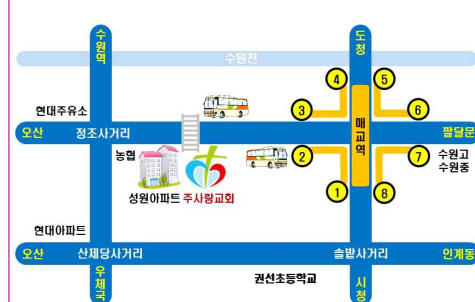 수원역
도청
수원천
4
5
현대주유소
3
6
오산
정조사거리
매교역
팔달문
농협
2
7
수원고
수원중
성원아파트
주사랑교회
1
8
현대아파트
오산
산제당사거리
솔밭사거리
인계동
우체국
권선초등학교
시청